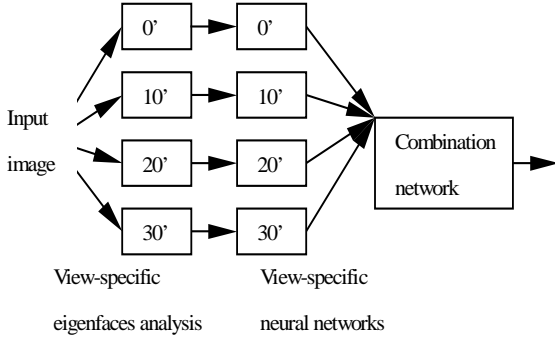 0’ 0’
10’ 10’
Input
image
Combination
network
20’ 20’
30’ 30’
View-specific
eigenfaces analysis
View-specific
neural networks